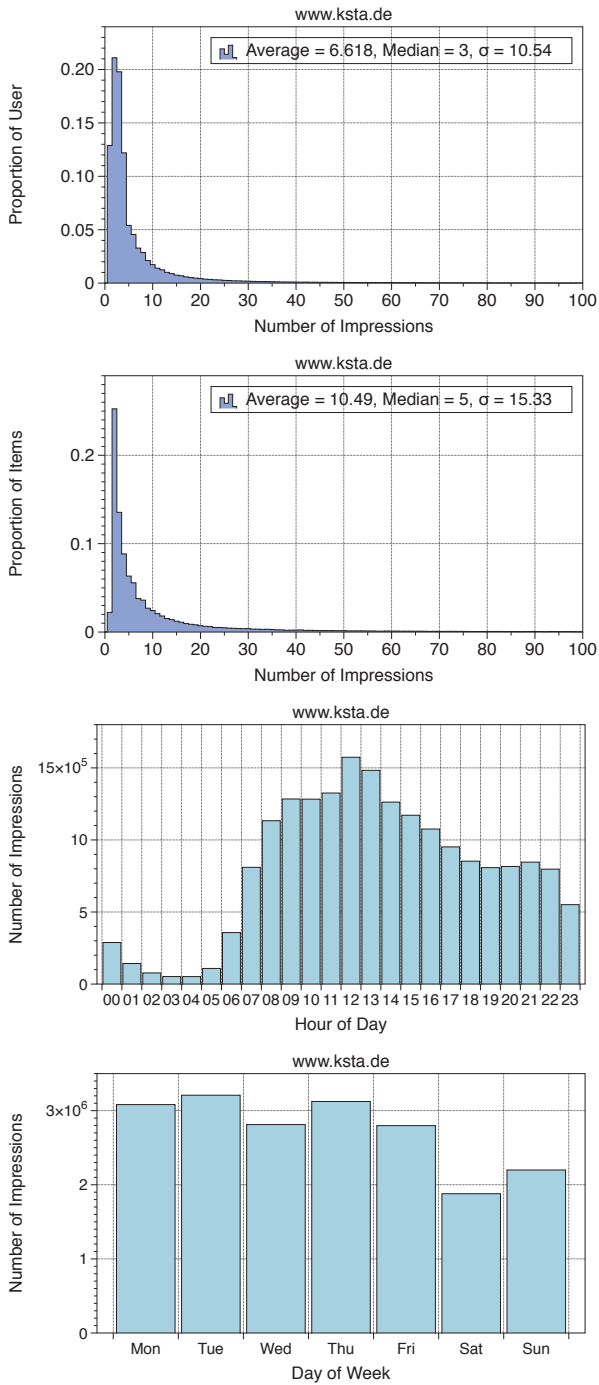 www.ksta.de
Average = 6.618, Median = 3, σ = 10.54
Proportion of User
0.20
0.15
0.10
0.05
0
0 10 20 30 40 50 60 70 80 90 100
Number of Impressions
www.ksta.de
Average = 10.49, Median = 5, σ = 15.33
Proportion of Items
0.2
0.1
0
0 10 20 30 40 50 60 70 80 90 100
Number of Impressions
www.ksta.de
Number of Impressions
15×10⁵
10
5
0
00 01 02 03 04 05 06 07 08 09 10 11 12 13 14 15 16 17 18 19 20 21 22 23
Hour of Day
www.ksta.de
Number of Impressions
3×10⁶
2
1
0
Mon Tue Wed Thu Fri Sat Sun
Day of Week